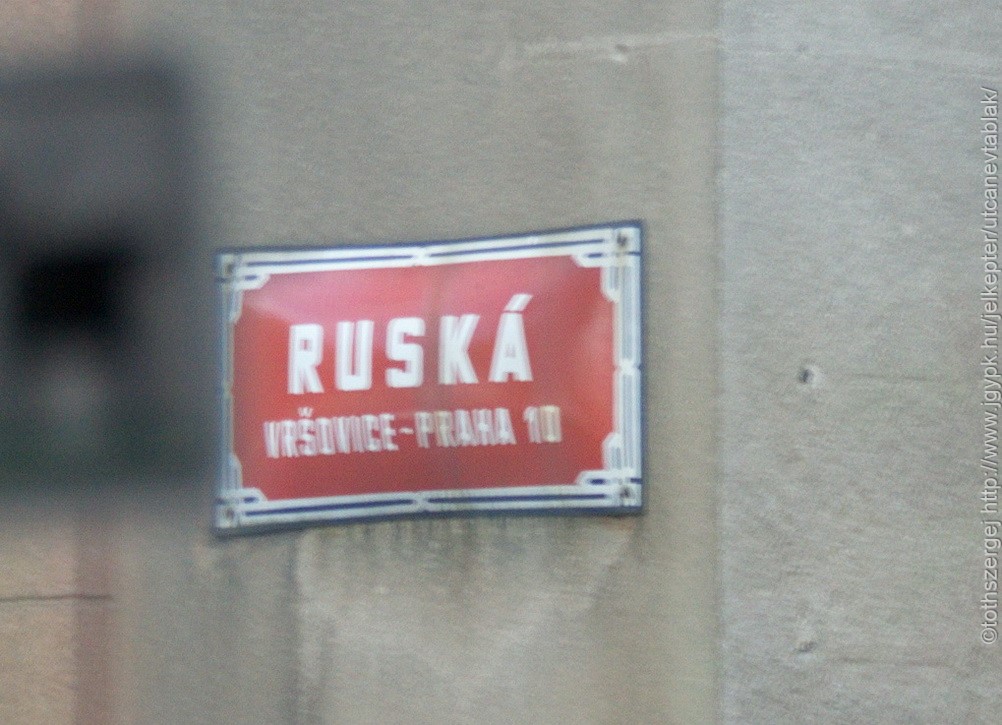 RUSKÁ
VRŠOVICE-PRAHA 10
©tothszergej http://www.jgypk.hu/jelkepter/utcanevtablak/